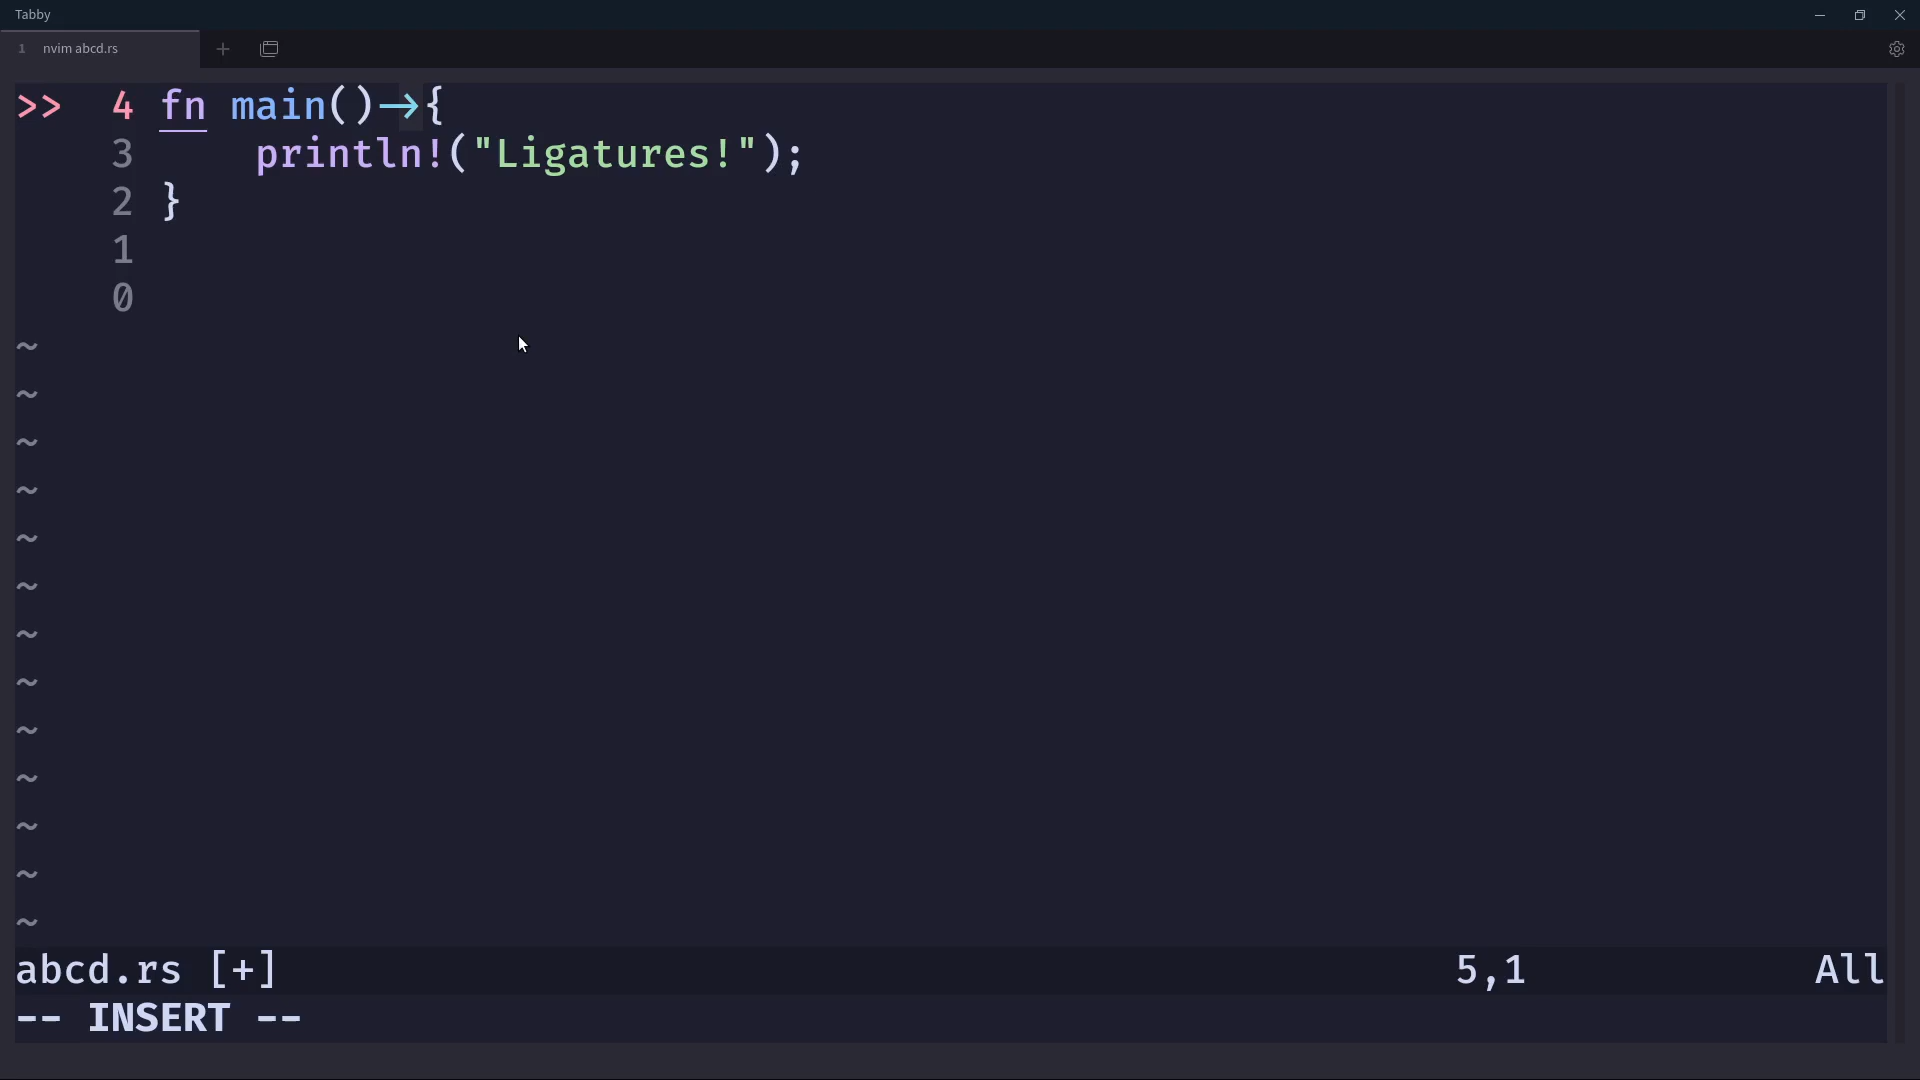 Tabby
1 nvim abcd.rs
>> 4 fn main()->{
3 println!("Ligatures!");
2 }
1
0
~
~
~
~
~
~
~
~
~
~
~
~
~
abcd.rs [+] 5,1 All
-- INSERT --